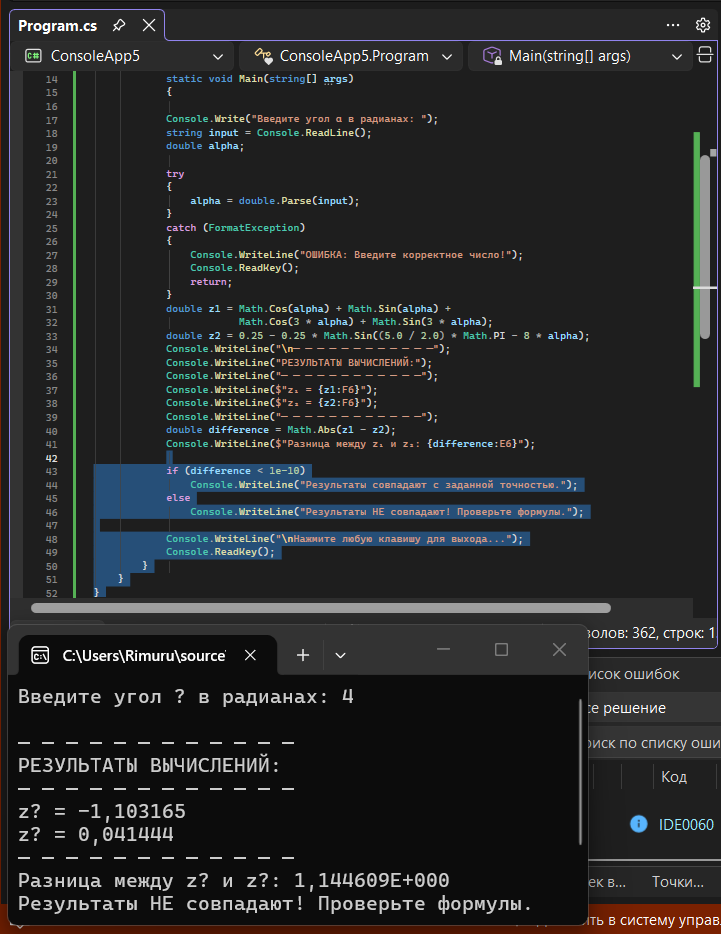 Program.cs
ConsoleApp5
ConsoleApp5.Program
Main(string[] args)
14 static void Main(string[] args)
15 {
16
17 Console.Write("Введите угол α в радианах: ");
18 string input = Console.ReadLine();
19 double alpha;
20
21 try
22 {
23 alpha = double.Parse(input);
24 }
25 catch (FormatException)
26 {
27 Console.WriteLine("ОШИБКА: Введите корректное число!");
28 Console.ReadKey();
29 return;
30 }
31 double z1 = Math.Cos(alpha) + Math.Sin(alpha) +
32 Math.Cos(3 * alpha) + Math.Sin(3 * alpha);
33 double z2 = 0.25 - 0.25 * Math.Sin((5.0 / 2.0) * Math.PI - 8 * alpha);
34 Console.WriteLine("\n— — — — — — — — — — — —");
35 Console.WriteLine("РЕЗУЛЬТАТЫ ВЫЧИСЛЕНИЙ:");
36 Console.WriteLine("— — — — — — — — — — — —");
37 Console.WriteLine($"z₁ = {z1:F6}");
38 Console.WriteLine($"z₂ = {z2:F6}");
39 Console.WriteLine("— — — — — — — — — — — —");
40 double difference = Math.Abs(z1 - z2);
41 Console.WriteLine($"Разница между z₁ и z₂: {difference:E6}");
42
43 if (difference < 1e-10)
44 Console.WriteLine("Результаты совпадают с заданной точностью.");
45 else
46 Console.WriteLine("Результаты НЕ совпадают! Проверьте формулы.");
47
48 Console.WriteLine("\nНажмите любую клавишу для выхода...");
49 Console.ReadKey();
50 }
51 }
52 }
волов: 362, строк: 1
C:\Users\Rimuru\source'
исок ошибок
се решение
оиск по списку оши
Код
IDE0060
ек в...
Точки...
ить в систему управ
Введите угол ? в радианах: 4
— — — — — — — — — — — —
РЕЗУЛЬТАТЫ ВЫЧИСЛЕНИЙ:
— — — — — — — — — — — —
z? = -1,103165
z? = 0,041444
— — — — — — — — — — — —
Разница между z? и z?: 1,144609E+000
Результаты НЕ совпадают! Проверьте формулы.